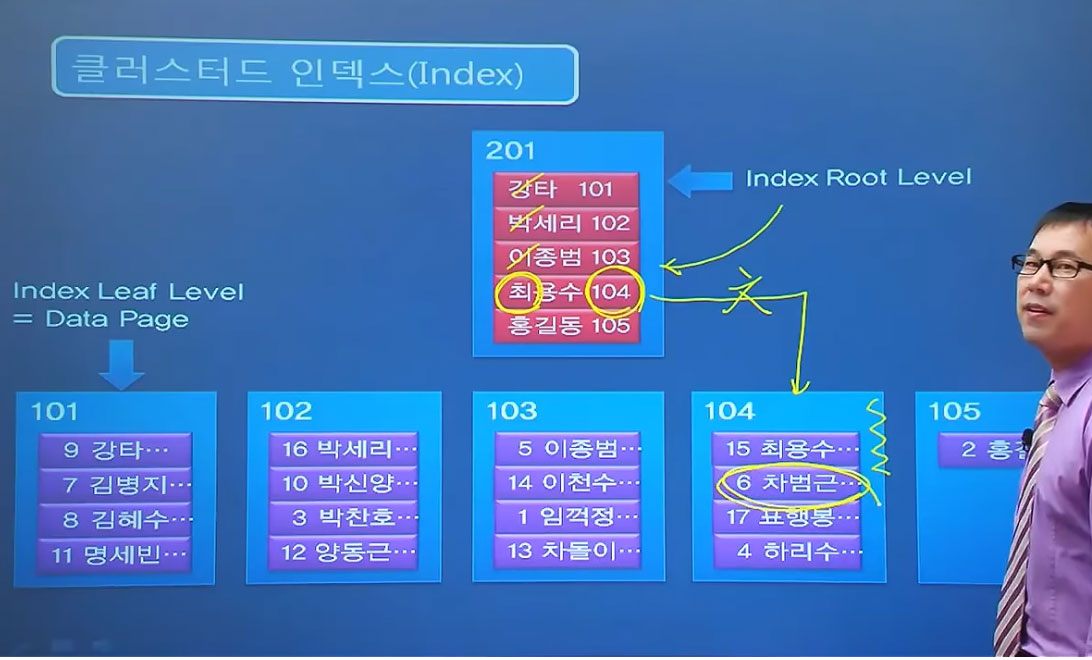 클러스터드 인덱스(Index)
201
강타 101
박세리 102
이종범 103
최용수 104
홍길동 105
Index Root Level
Index Leaf Level
= Data Page
101
9 강타…
7 김병지…
8 김혜수…
11 명세빈…
102
16 박세리…
10 박신양…
3 박찬호…
12 양동근…
103
5 이종범…
14 이천수…
1 임꺽정…
13 차돌이…
104
15 최용수…
6 차범근…
17 표행봉…
4 하리수…
105
2